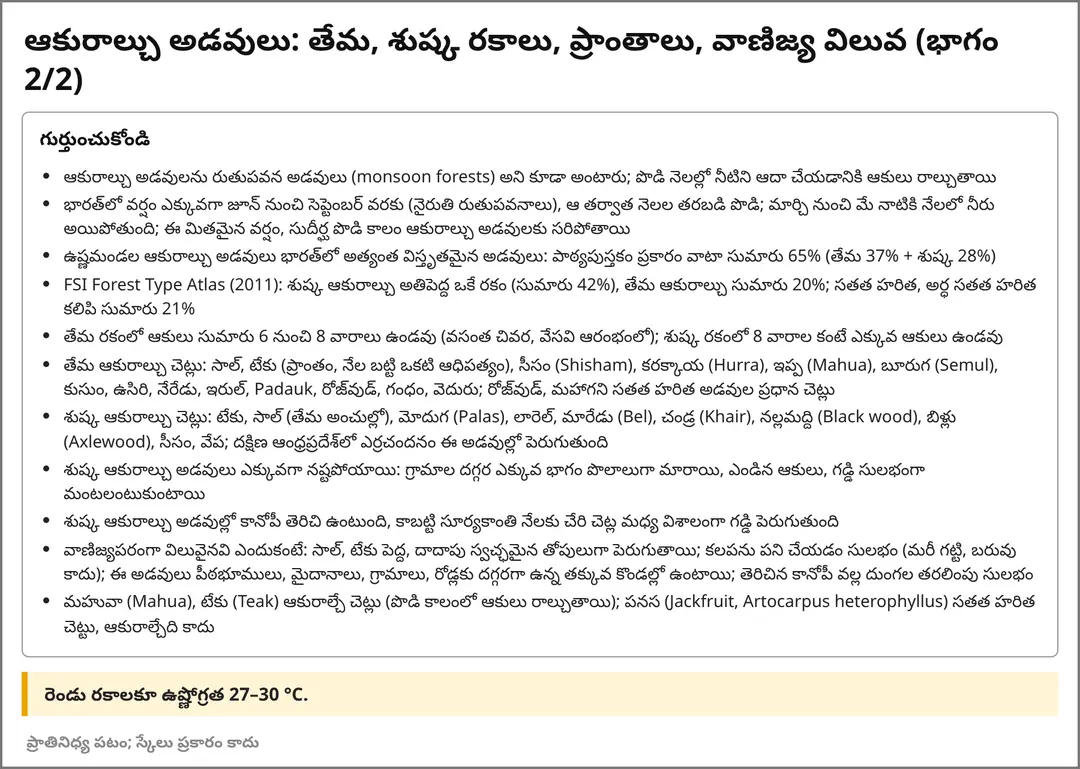 ఆకురాల్చు అడవులు: తేమ, శుష్క రకాలు, ప్రాంతాలు, వాణిజ్య విలువ (భాగం
2/2)
గుర్తుంచుకోండి
• ఆకురాల్చు అడవులను రుతుపవన అడవులు (monsoon forests) అని కూడా అంటారు; పొడి నెలల్లో నీటిని ఆదా చేయడానికి ఆకులు రాల్చుతాయి
• భారత్‌లో వర్షం ఎక్కువగా జూన్ నుంచి సెప్టెంబర్ వరకు (నైరుతి రుతుపవనాలు), ఆ తర్వాత నెలల తరబడి పొడి; మార్చి నుంచి మే నాటికి నేలలో నీరు
అయిపోతుంది; ఈ మితమైన వర్షం, సుదీర్ఘ పొడి కాలం ఆకురాల్చు అడవులకు సరిపోతాయి
• ఉష్ణమండల ఆకురాల్చు అడవులు భారత్‌లో అత్యంత విస్తృతమైన అడవులు: పాఠ్యపుస్తకం ప్రకారం వాటా సుమారు 65% (తేమ 37% + శుష్క 28%)
• FSI Forest Type Atlas (2011): శుష్క ఆకురాల్చు అతిపెద్ద ఒకే రకం (సుమారు 42%), తేమ ఆకురాల్చు సుమారు 20%; సతత హరిత, అర్ధ సతత హరిత
కలిపి సుమారు 21%
• తేమ రకంలో ఆకులు సుమారు 6 నుంచి 8 వారాలు ఉండవు (వసంత చివర, వేసవి ఆరంభంలో); శుష్క రకంలో 8 వారాల కంటే ఎక్కువ ఆకులు ఉండవు
• తేమ ఆకురాల్చు చెట్లు: సాల్, టేకు (ప్రాంతం, నేల బట్టి ఒకటి ఆధిపత్యం), సీసం (Shisham), కరక్కాయ (Hurra), ఇప్ప (Mahua), బూరుగ (Semul),
కుసుం, ఉసిరి, నేరేడు, ఇరుల్, Padauk, రోజ్‌వుడ్, గంధం, వెదురు; రోజ్‌వుడ్, మహాగని సతత హరిత అడవుల ప్రధాన చెట్లు
• శుష్క ఆకురాల్చు చెట్లు: టేకు, సాల్ (తేమ అంచుల్లో), మోదుగ (Palas), లారెల్, మారేడు (Bel), చండ్ర (Khair), నల్లమద్ది (Black wood), బిళ్లు
(Axlewood), సీసం, వేప; దక్షిణ ఆంధ్రప్రదేశ్‌లో ఎర్రచందనం ఈ అడవుల్లో పెరుగుతుంది
• శుష్క ఆకురాల్చు అడవులు ఎక్కువగా నష్టపోయాయి: గ్రామాల దగ్గర ఎక్కువ భాగం పొలాలుగా మారాయి, ఎండిన ఆకులు, గడ్డి సులభంగా
మంటలంటుకుంటాయి
• శుష్క ఆకురాల్చు అడవుల్లో కానోపీ తెరిచి ఉంటుంది, కాబట్టి సూర్యకాంతి నేలకు చేరి చెట్ల మధ్య విశాలంగా గడ్డి పెరుగుతుంది
• వాణిజ్యపరంగా విలువైనవి ఎందుకంటే: సాల్, టేకు పెద్ద, దాదాపు స్వచ్ఛమైన తోపులుగా పెరుగుతాయి; కలపను పని చేయడం సులభం (మరీ గట్టి, బరువు
కాదు); ఈ అడవులు పీఠభూములు, మైదానాలు, గ్రామాలు, రోడ్లకు దగ్గరగా ఉన్న తక్కువ కొండల్లో ఉంటాయి; తెరిచిన కానోపీ వల్ల దుంగల తరలింపు సులభం
• మహువా (Mahua), టేకు (Teak) ఆకురాల్చే చెట్లు (పొడి కాలంలో ఆకులు రాల్చుతాయి); పనస (Jackfruit, Artocarpus heterophyllus) సతత హరిత
చెట్టు, ఆకురాల్చేది కాదు
రెండు రకాలకూ ఉష్ణోగ్రత 27–30 °C.
ప్రాతినిధ్య పటం; స్కేలు ప్రకారం కాదు